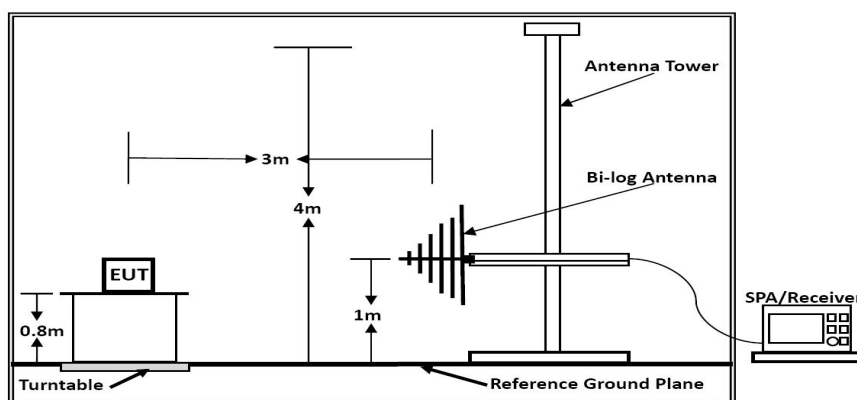 Antenna Tower
3m
Bi-log Antenna
4m
EUT
SPA/Receiver
0.8m
1m
Turntable
Reference Ground Plane